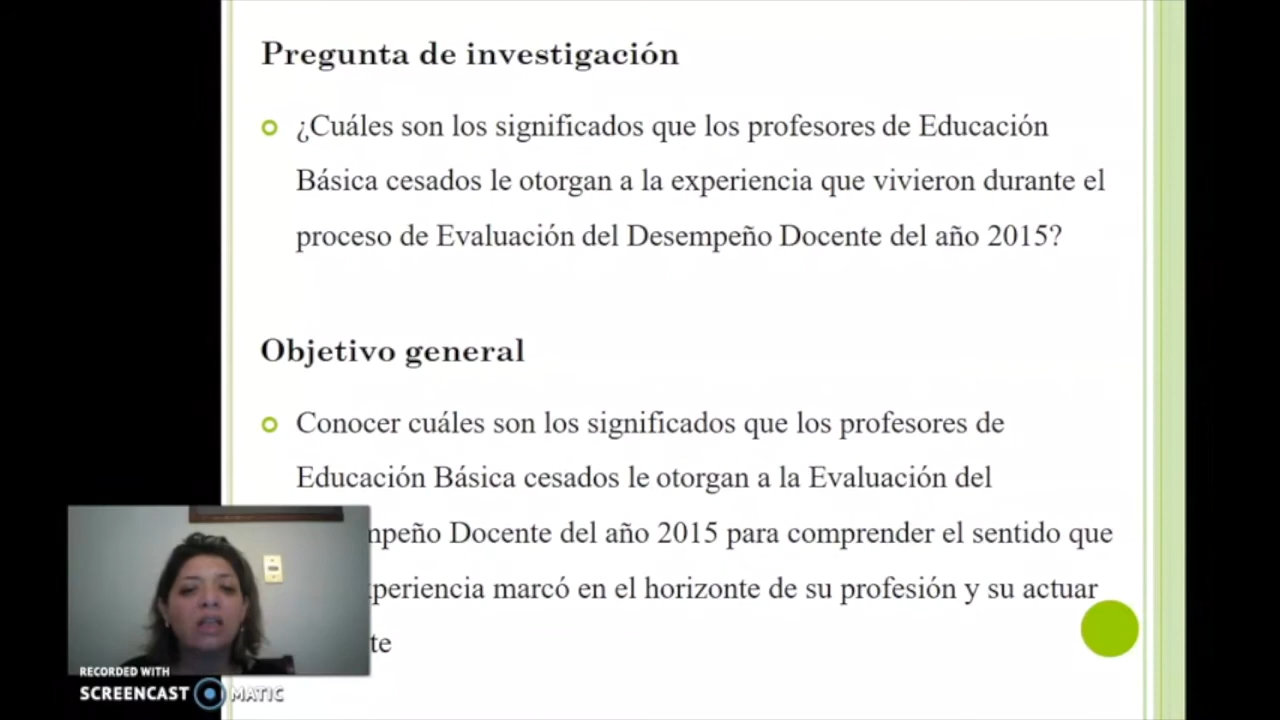 Pregunta de investigación
¿Cuáles son los significados que los profesores de Educación
Básica cesados le otorgan a la experiencia que vivieron durante el
proceso de Evaluación del Desempeño Docente del año 2015?
Objetivo general
Conocer cuáles son los significados que los profesores de
Educación Básica cesados le otorgan a la Evaluación del
Docente del año 2015 para comprender el sentido que
marcó en el horizonte de su profesión y su actuar
RECORDED WITH
SCREENCAST MATIC